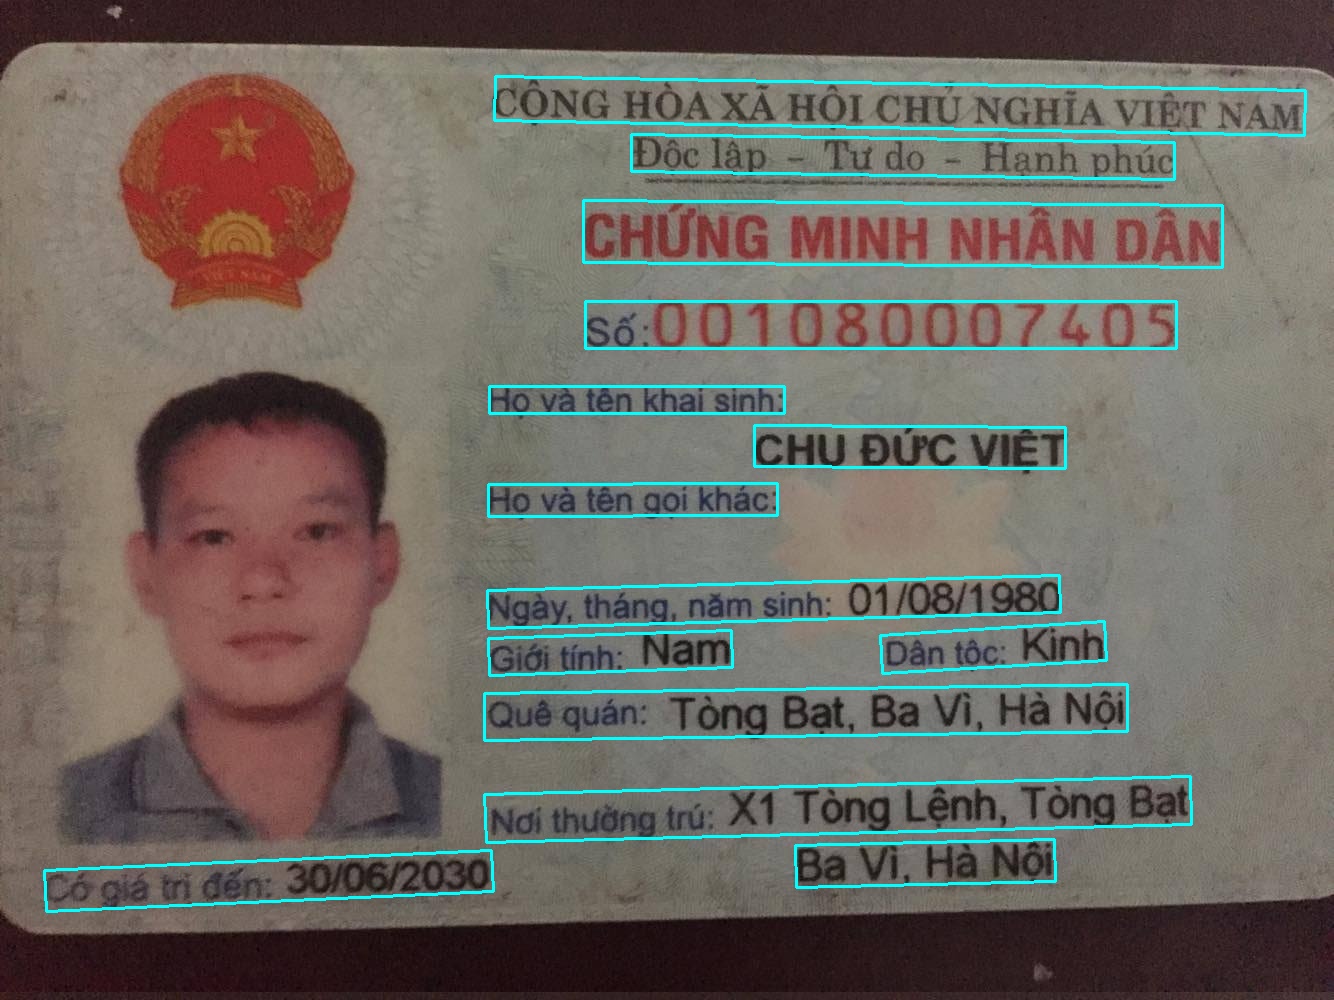 CỘNG HÒA XÃ HỘI CHỦ NGHĨA VIỆT NAM
Độc lập - Tự do - Hạnh phúc
CHỨNG MINH NHÂN DÂN
Số: 001080007405
Họ và tên khai sinh:
CHU ĐỨC VIỆT
Họ và tên gọi khác:
Ngày, tháng, năm sinh: 01/08/1980
Giới tính: Nam Dân tộc: Kinh
Quê quán: Tòng Bạt, Ba Vì, Hà Nội
Nơi thường trú: X1 Tòng Lệnh, Tòng Bạt
Ba Vì, Hà Nội
Có giá trị đến: 30/06/2030
VIỆT NAM